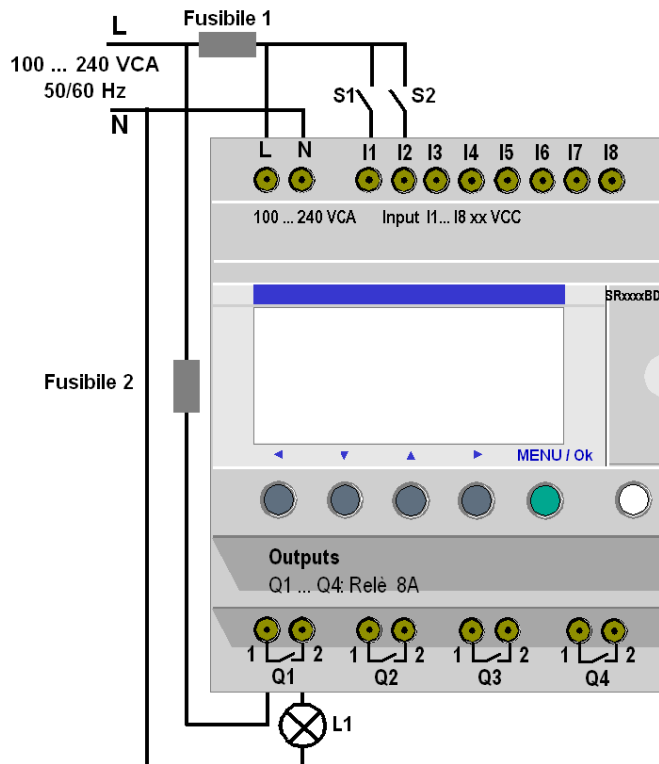 Fusibile 1
L
100 ... 240 VCA
50/60 Hz
N
S1 S2
L N I1 I2 I3 I4 I5 I6 I7 I8
100 ... 240 VCA Input I1... I8 xx VCC
SRxxxxBD
Fusibile 2
MENU / Ok
Outputs
Q1 ... Q4: Relè 8A
1 2 1 2 1 2 1 2
Q1 Q2 Q3 Q4
L1